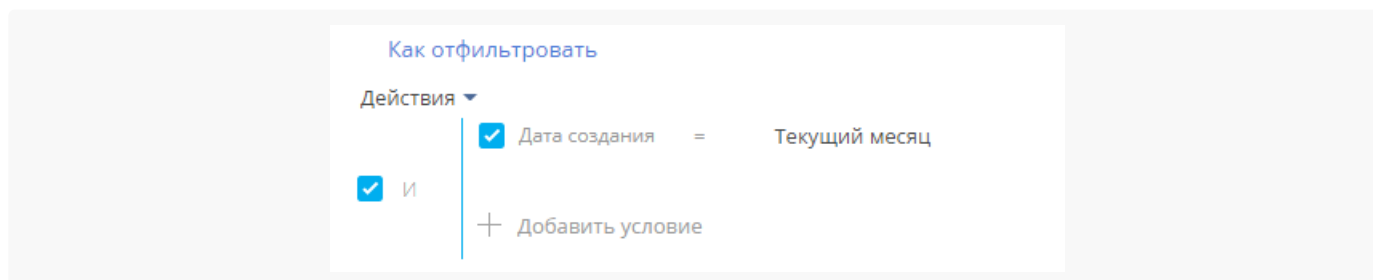 Как отфильтровать
Действия
Дата создания = Текущий месяц
И
Добавить условие